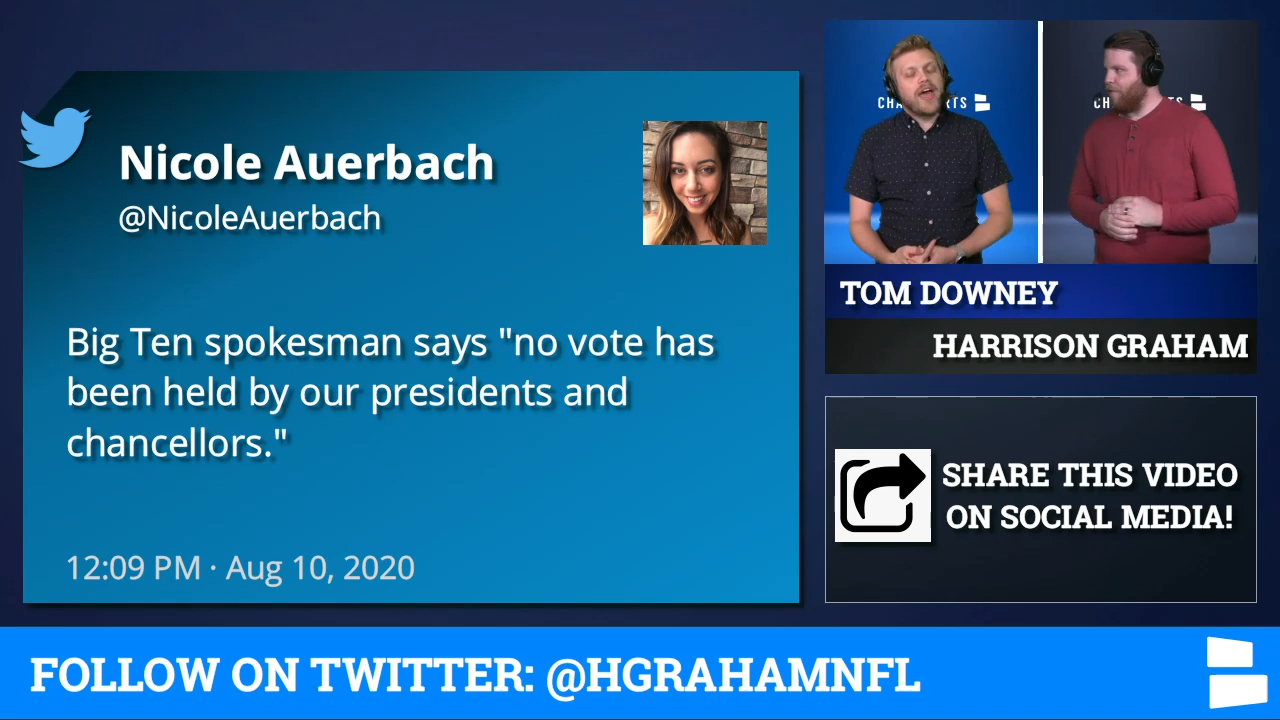 Nicole Auerbach
@NicoleAuerbach
Big Ten spokesman says "no vote has
been held by our presidents and
chancellors."
12:09 PM · Aug 10, 2020
TOM DOWNEY
HARRISON GRAHAM
SHARE THIS VIDEO
ON SOCIAL MEDIA!
FOLLOW ON TWITTER: @HGRAHAMNFL